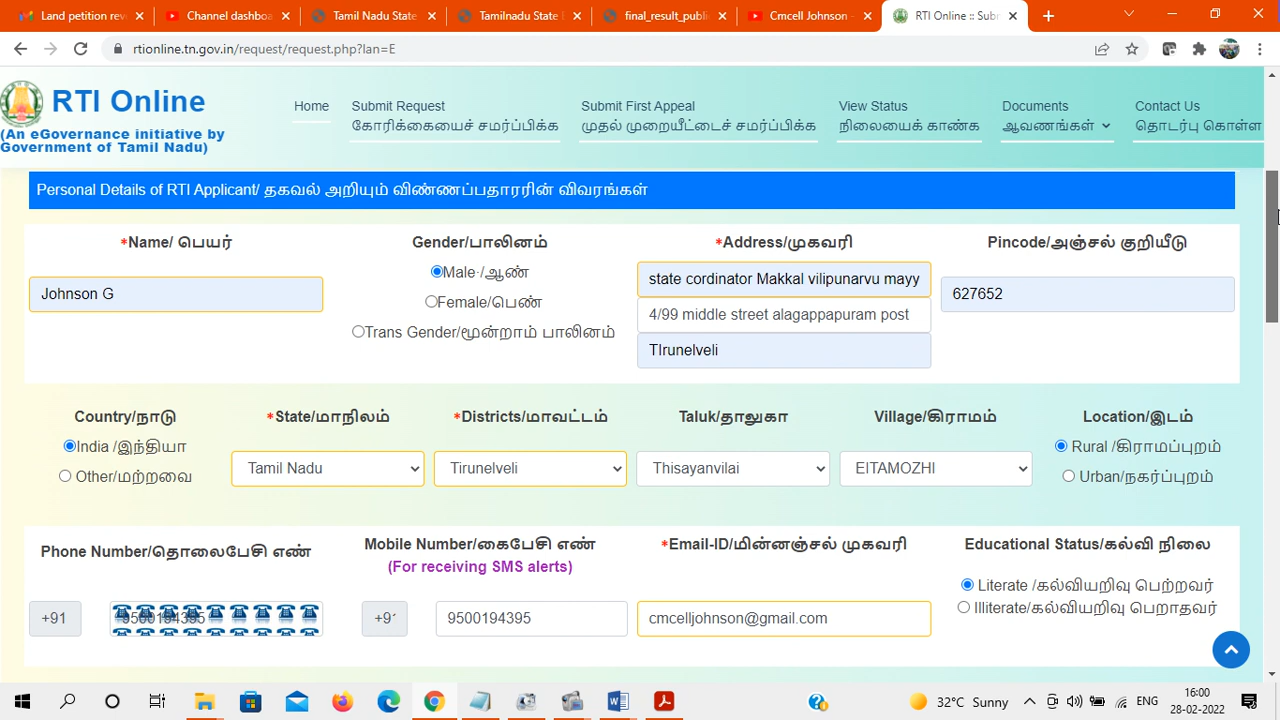 Land petition rev
Channel dashboa
Tamil Nadu State
Tamilnadu State E
final_result_publi
Cmcell Johnson -
RTI Online :: Sub
rtionline.tn.gov.in/request/request.php?lan=E
RTI Online
(An eGovernance initiative by
Government of Tamil Nadu)
Home
Submit Request
கோரிக்கையைச் சமர்ப்பிக்க
Submit First Appeal
முதல் முறையீட்டைச் சமர்ப்பிக்க
View Status
நிலையைக் காண்க
Documents
ஆவணங்கள்
Contact Us
தொடர்பு கொள்ள
Personal Details of RTI Applicant/ தகவல் அறியும் விண்ணப்பதாரரின் விவரங்கள்
*Name/ பெயர்
Gender/பாலினம்
*Address/முகவரி
Pincode/அஞ்சல் குறியீடு
Johnson G
Male·/ஆண்
Female/பெண்
Trans Gender/மூன்றாம் பாலினம்
state cordinator Makkal vilipunarvu mayy
4/99 middle street alagappapuram post
TIrunelveli
627652
Country/நாடு
*State/மாநிலம்
*Districts/மாவட்டம்
Taluk/தாலுகா
Village/கிராமம்
Location/இடம்
India /இந்தியா
Other/மற்றவை
Tamil Nadu
Tirunelveli
Thisayanvilai
EITAMOZHI
Rural /கிராமப்புறம்
Urban/நகர்ப்புறம்
Phone Number/தொலைபேசி எண்
Mobile Number/கைபேசி எண்
(For receiving SMS alerts)
*Email-ID/மின்னஞ்சல் முகவரி
Educational Status/கல்வி நிலை
+91
9500194395
+91
9500194395
cmcelljohnson@gmail.com
Literate /கல்வியறிவு பெற்றவர்
Illiterate/கல்வியறிவு பெறாதவர்
32°C Sunny
ENG
16:00
28-02-2022